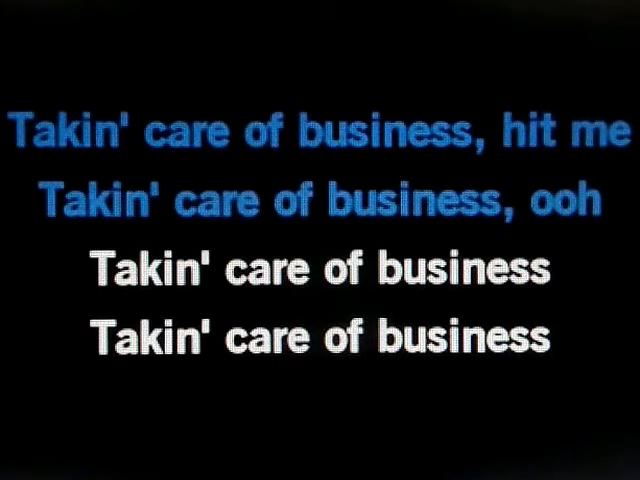 Takin' care of business, hit me
Takin' care of business, ooh
Takin' care of business
Takin' care of business